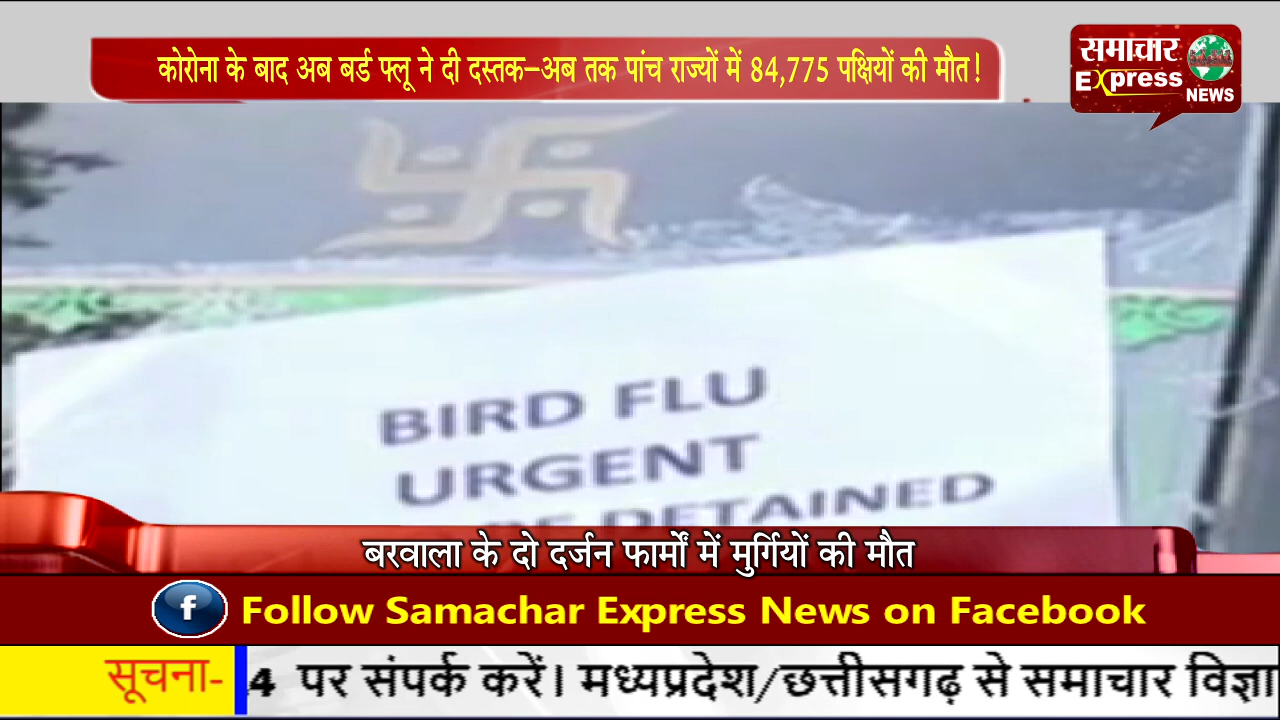 कोरोना के बाद अब बर्ड फ्लू ने दी दस्तक-अब तक पांच राज्यों में 84,775 पक्षियों की मौत!
समाचार
Express
NEWS
BIRD FLU
URGENT
DETAINED
बरवाला के दो दर्जन फार्मों में मुर्गियों की मौत
f Follow Samachar Express News on Facebook
सूचना- 4 पर संपर्क करें। मध्यप्रदेश/छत्तीसगढ़ से समाचार विज्ञा